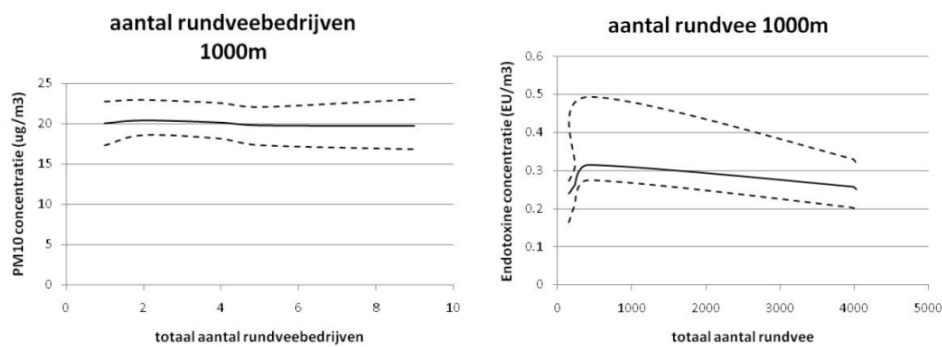 aantal rundveebedrijven
1000m
PM10 concentratie (ug/m3)
25
20
15
10
5
0
0 2 4 6 8 10
totaal aantal rundveebedrijven
aantal rundvee 1000m
Endotoxine concentratie (EU/m3)
0.6
0.5
0.4
0.3
0.2
0.1
0
0 1000 2000 3000 4000 5000
totaal aantal rundvee